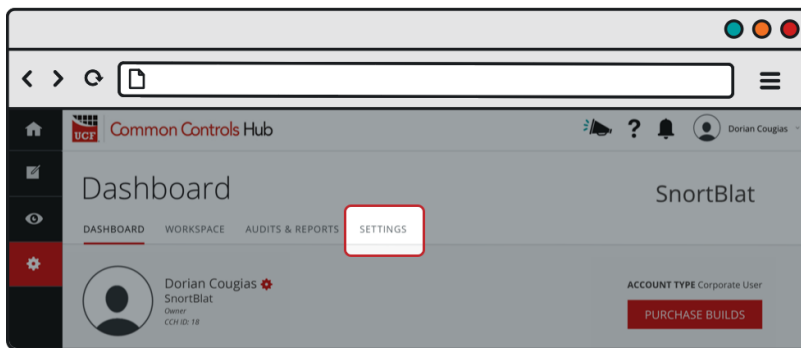 UCF Common Controls Hub ? Dorian Cougias
Dashboard
SnortBlat
DASHBOARD WORKSPACE AUDITS & REPORTS SETTINGS
Dorian Cougias
SnortBlat
Owner
CCH ID: 18
ACCOUNT TYPE Corporate User
PURCHASE BUILDS